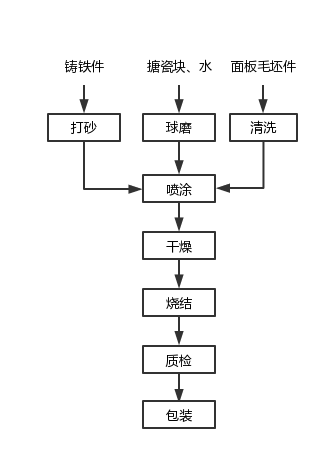 铸铁件 搪瓷块、水 面板毛坯件
打砂 球磨 清洗
喷涂
干燥
烧结
质检
包装